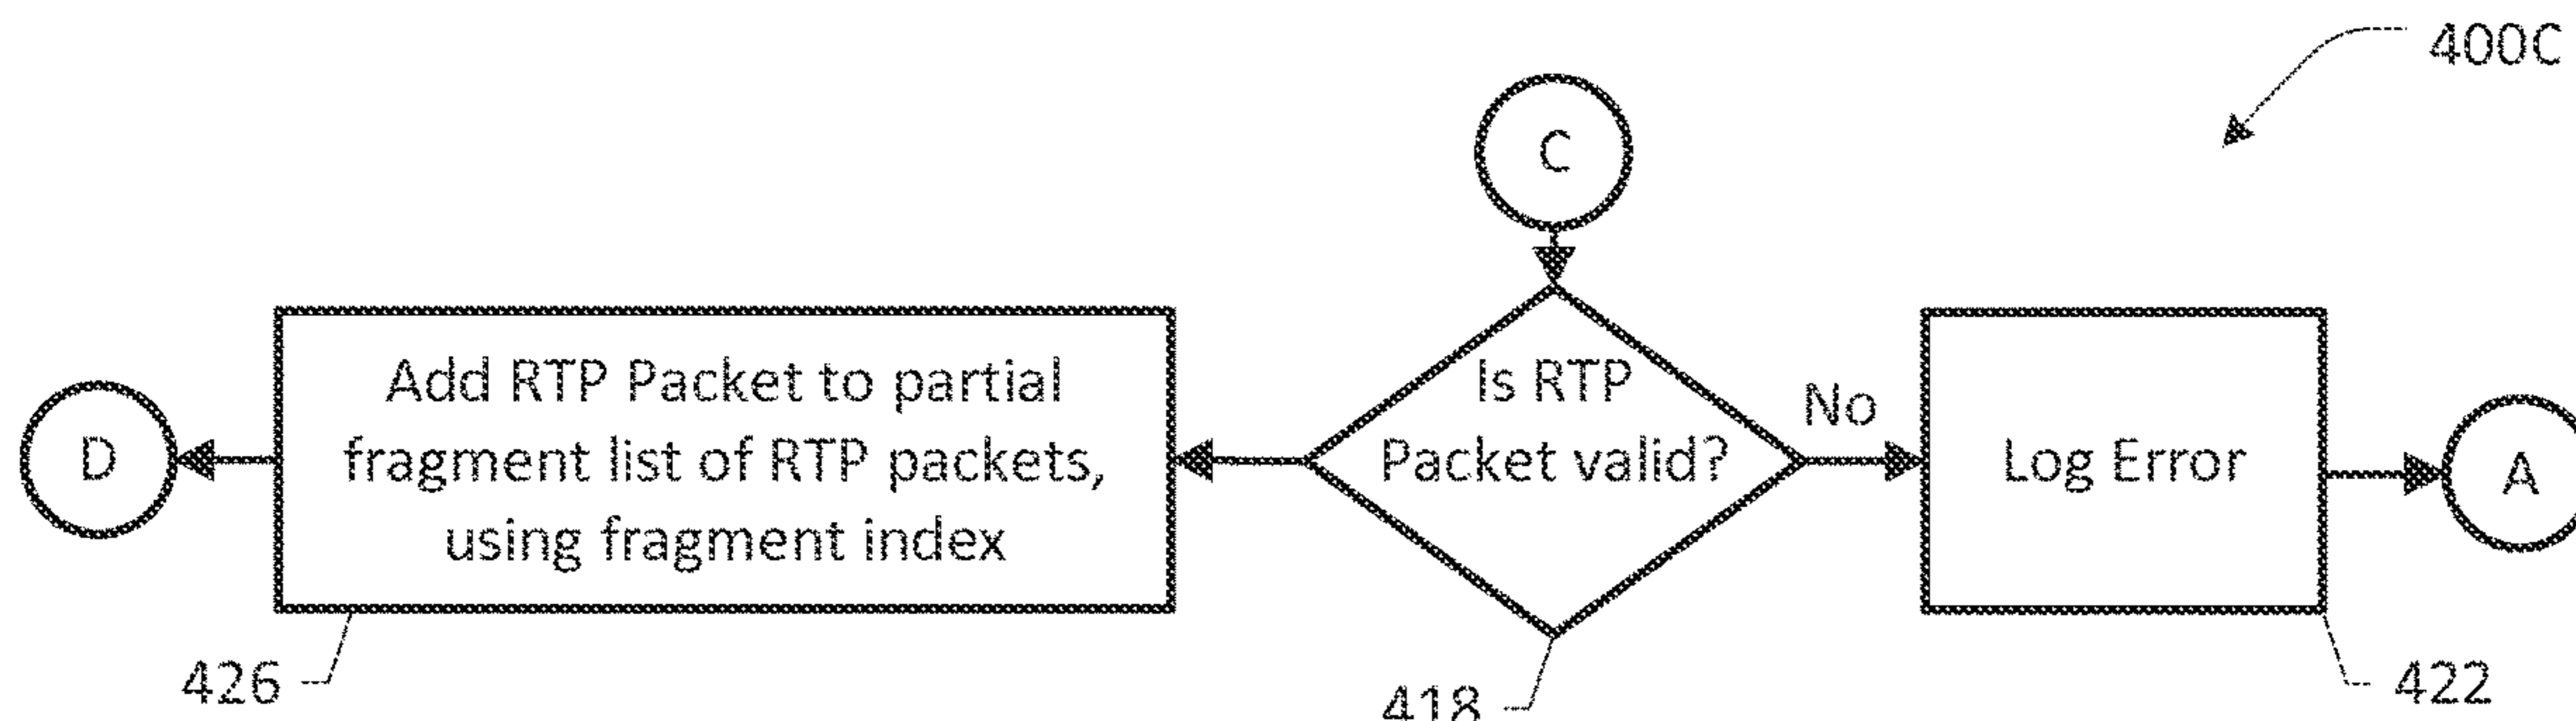 400C
C
Add RTP Packet to partial
fragment list of RTP packets,
using fragment index
Is RTP
Packet valid?
No
Log Error
D
A
426
418
422